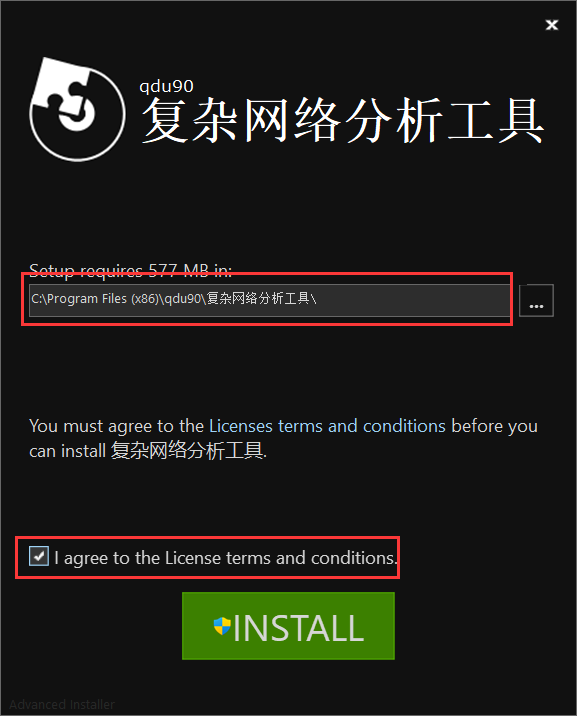 qdu90
复杂网络分析工具
Setup requires 577 MB in:
C:\Program Files (x86)\qdu90\复杂网络分析工具\
...
You must agree to the Licenses terms and conditions before you
can install 复杂网络分析工具.
I agree to the License terms and conditions.
INSTALL
Advanced Installer